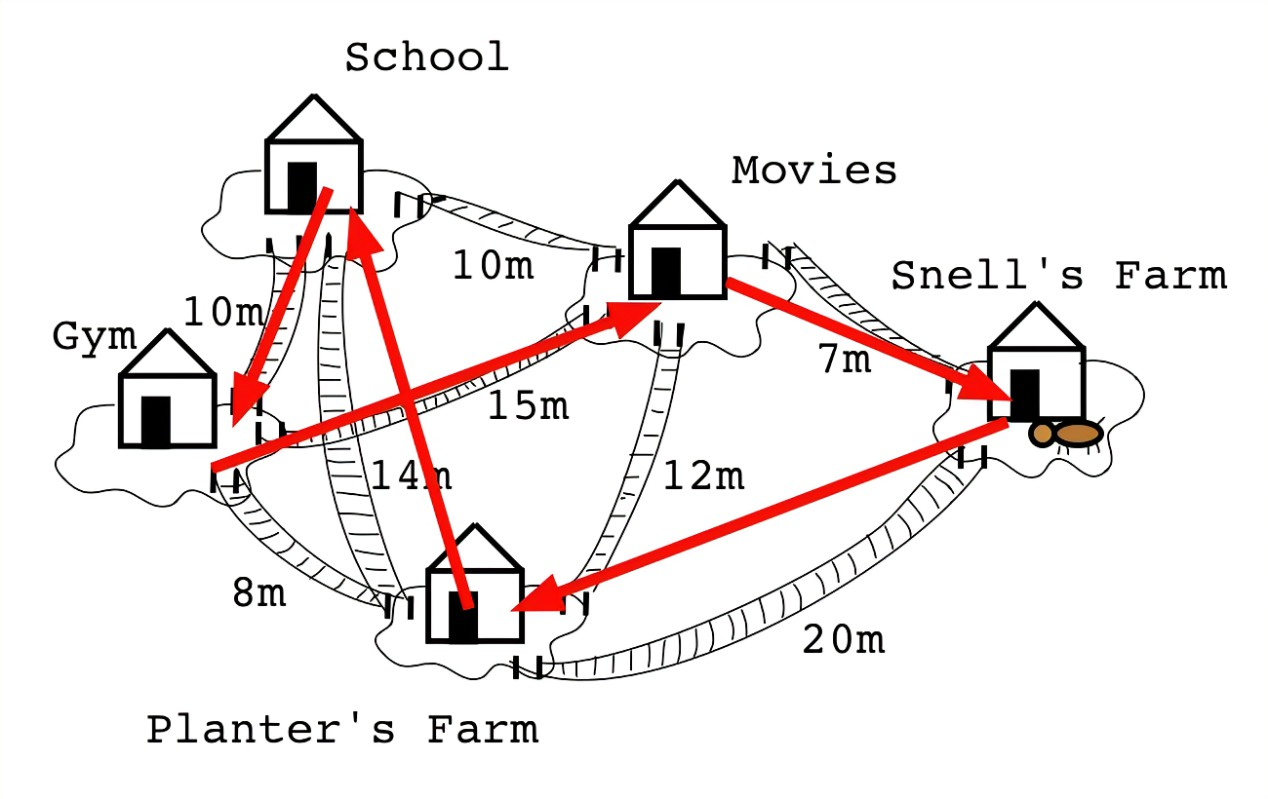 School
Movies
Snell's Farm
10m
10m
Gym
7m
15m
14m
12m
8m
20m
Planter's Farm